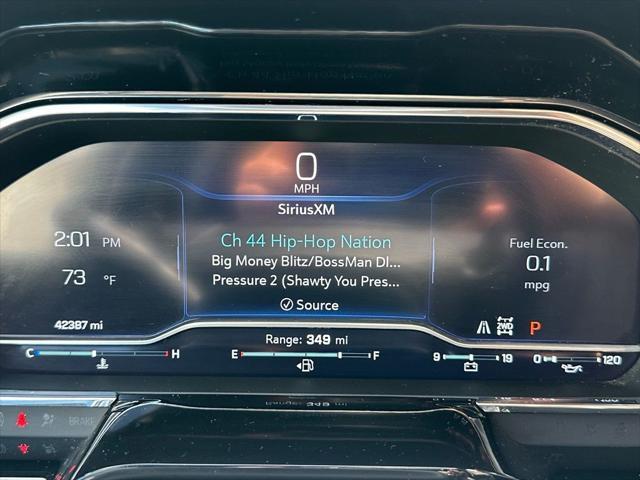 0
MPH
SiriusXM
2:01 PM
Ch 44 Hip-Hop Nation
Fuel Econ.
Big Money Blitz/BossMan Dl...
0.1
73 °F
Pressure 2 (Shawty You Pres...
mpg
Source
42387 mi
2WD P
Range: 349 mi
C H E F 9 19 0 120
BRAKE